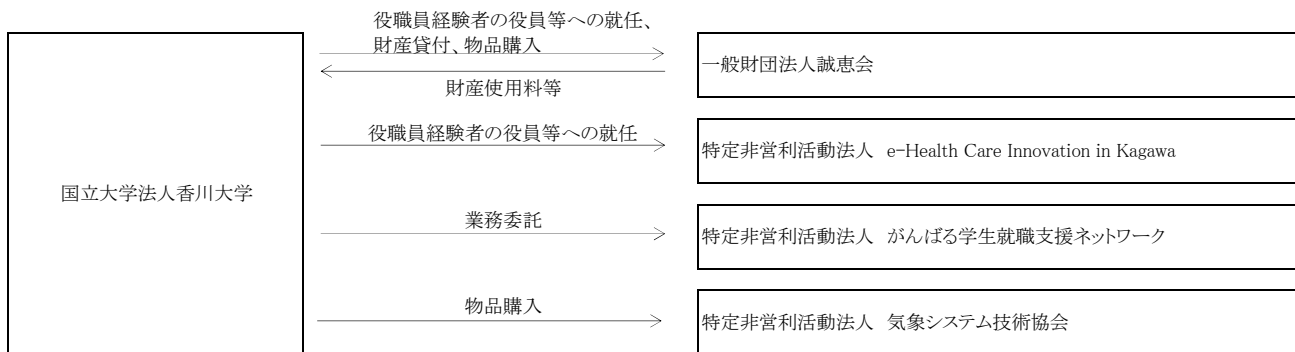 役職員経験者の役員等への就任、
財産貸付、物品購入
一般財団法人誠恵会
財産使用料等
役職員経験者の役員等への就任
特定非営利活動法人 e-Health Care Innovation in Kagawa
国立大学法人香川大学
業務委託
特定非営利活動法人 がんばる学生就職支援ネットワーク
物品購入
特定非営利活動法人 気象システム技術協会